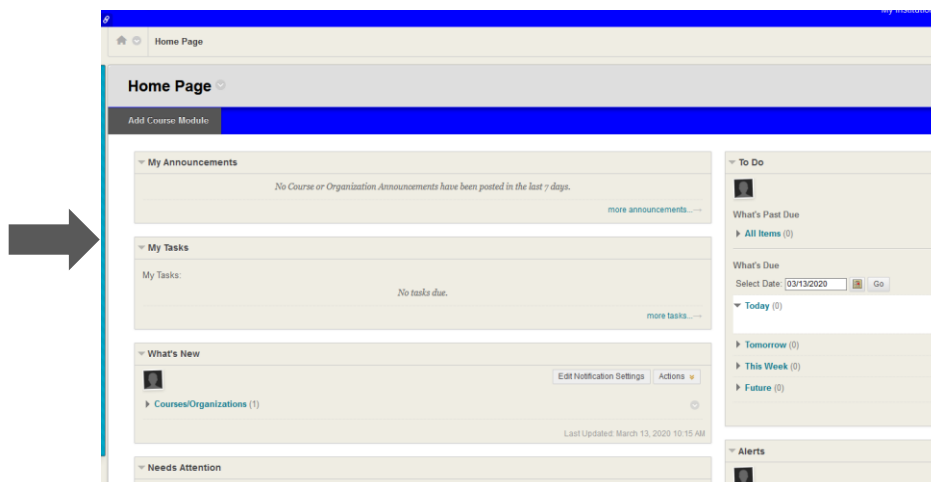 My Institution
Home Page
Home Page
Add Course Module
My Announcements
No Course or Organization Announcements have been posted in the last 7 days.
more announcements...→
My Tasks
My Tasks:
No tasks due.
more tasks...→
What's New
Edit Notification Settings Actions
Courses/Organizations (1)
Last Updated: March 13, 2020 10:15 AM
Needs Attention
To Do
What's Past Due
All Items (0)
What's Due
Select Date: 03/13/2020 Go
Today (0)
Tomorrow (0)
This Week (0)
Future (0)
Alerts